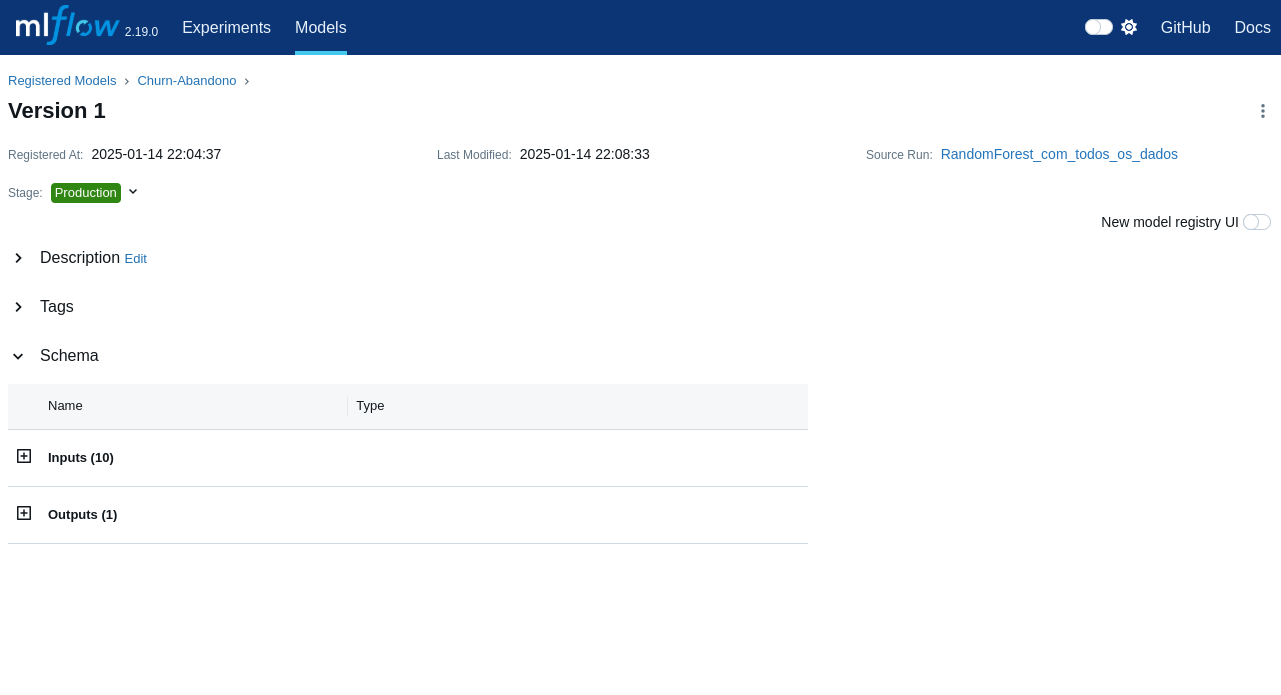 mlflow 2.19.0 Experiments Models GitHub Docs
Registered Models > Churn-Abandono >
Version 1
Registered At: 2025-01-14 22:04:37 Last Modified: 2025-01-14 22:08:33 Source Run: RandomForest_com_todos_os_dados
Stage: Production
New model registry UI
Description Edit
Tags
Schema
Name Type
Inputs (10)
Outputs (1)